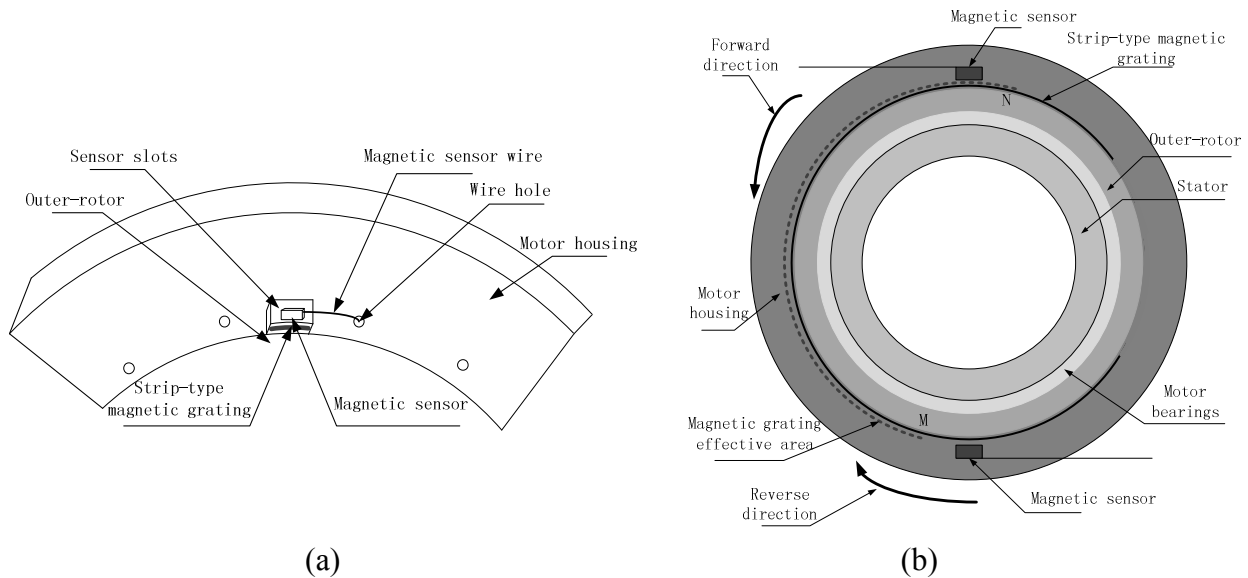 Sensor slots
Magnetic sensor wire
Wire hole
Outer-rotor
Motor housing
Strip-type
magnetic grating
Magnetic sensor
(a)
Magnetic sensor
Forward
direction
Strip-type magnetic
grating
N
Outer-rotor
Stator
Motor
housing
Motor
bearings
M
Magnetic grating
effective area
Reverse
direction
Magnetic sensor
(b)